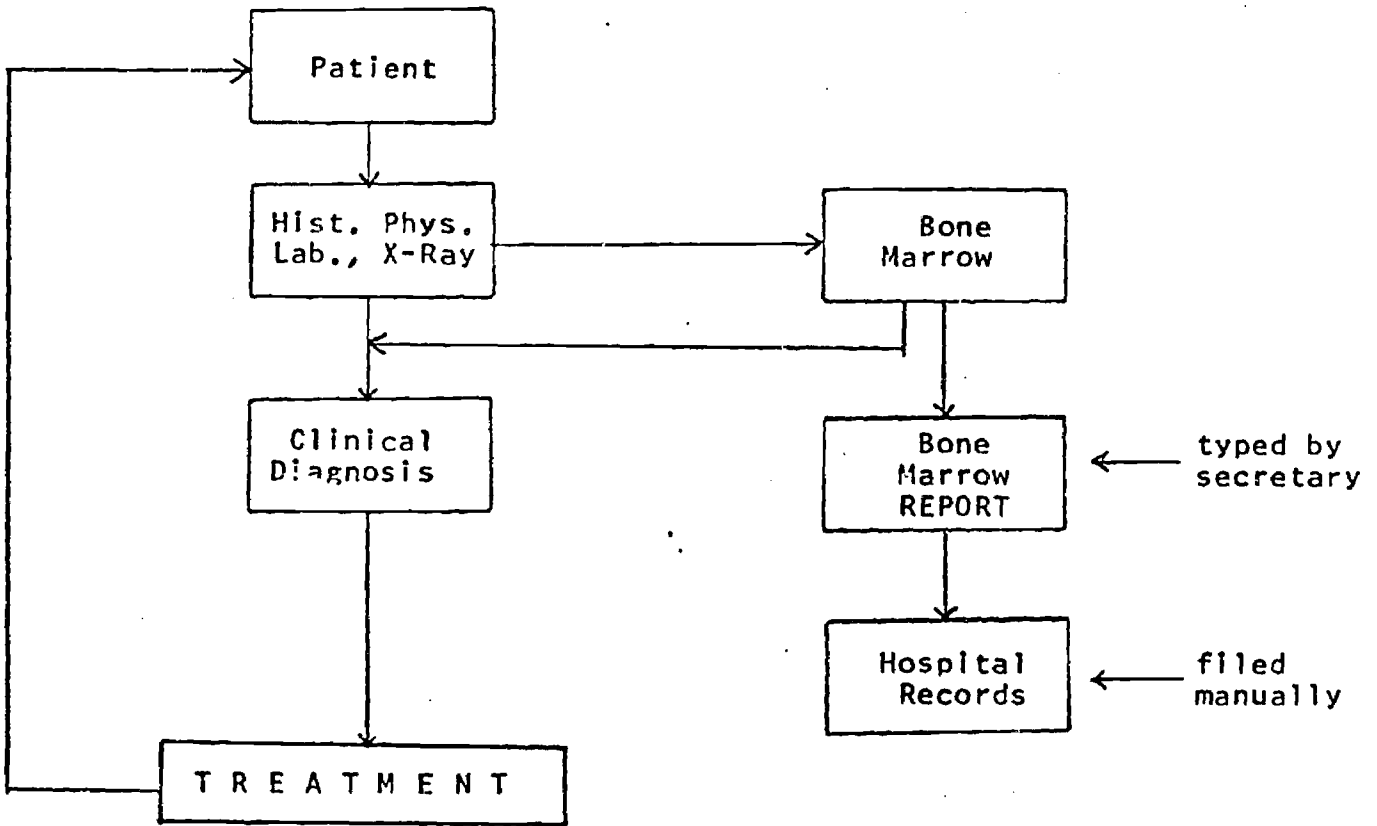 Patient
Hist. Phys.
Lab., X-Ray
Bone
Marrow
Clinical
Diagnosis
Bone
Marrow
REPORT
typed by
secretary
Hospital
Records
filed
manually
T R E A T M E N T